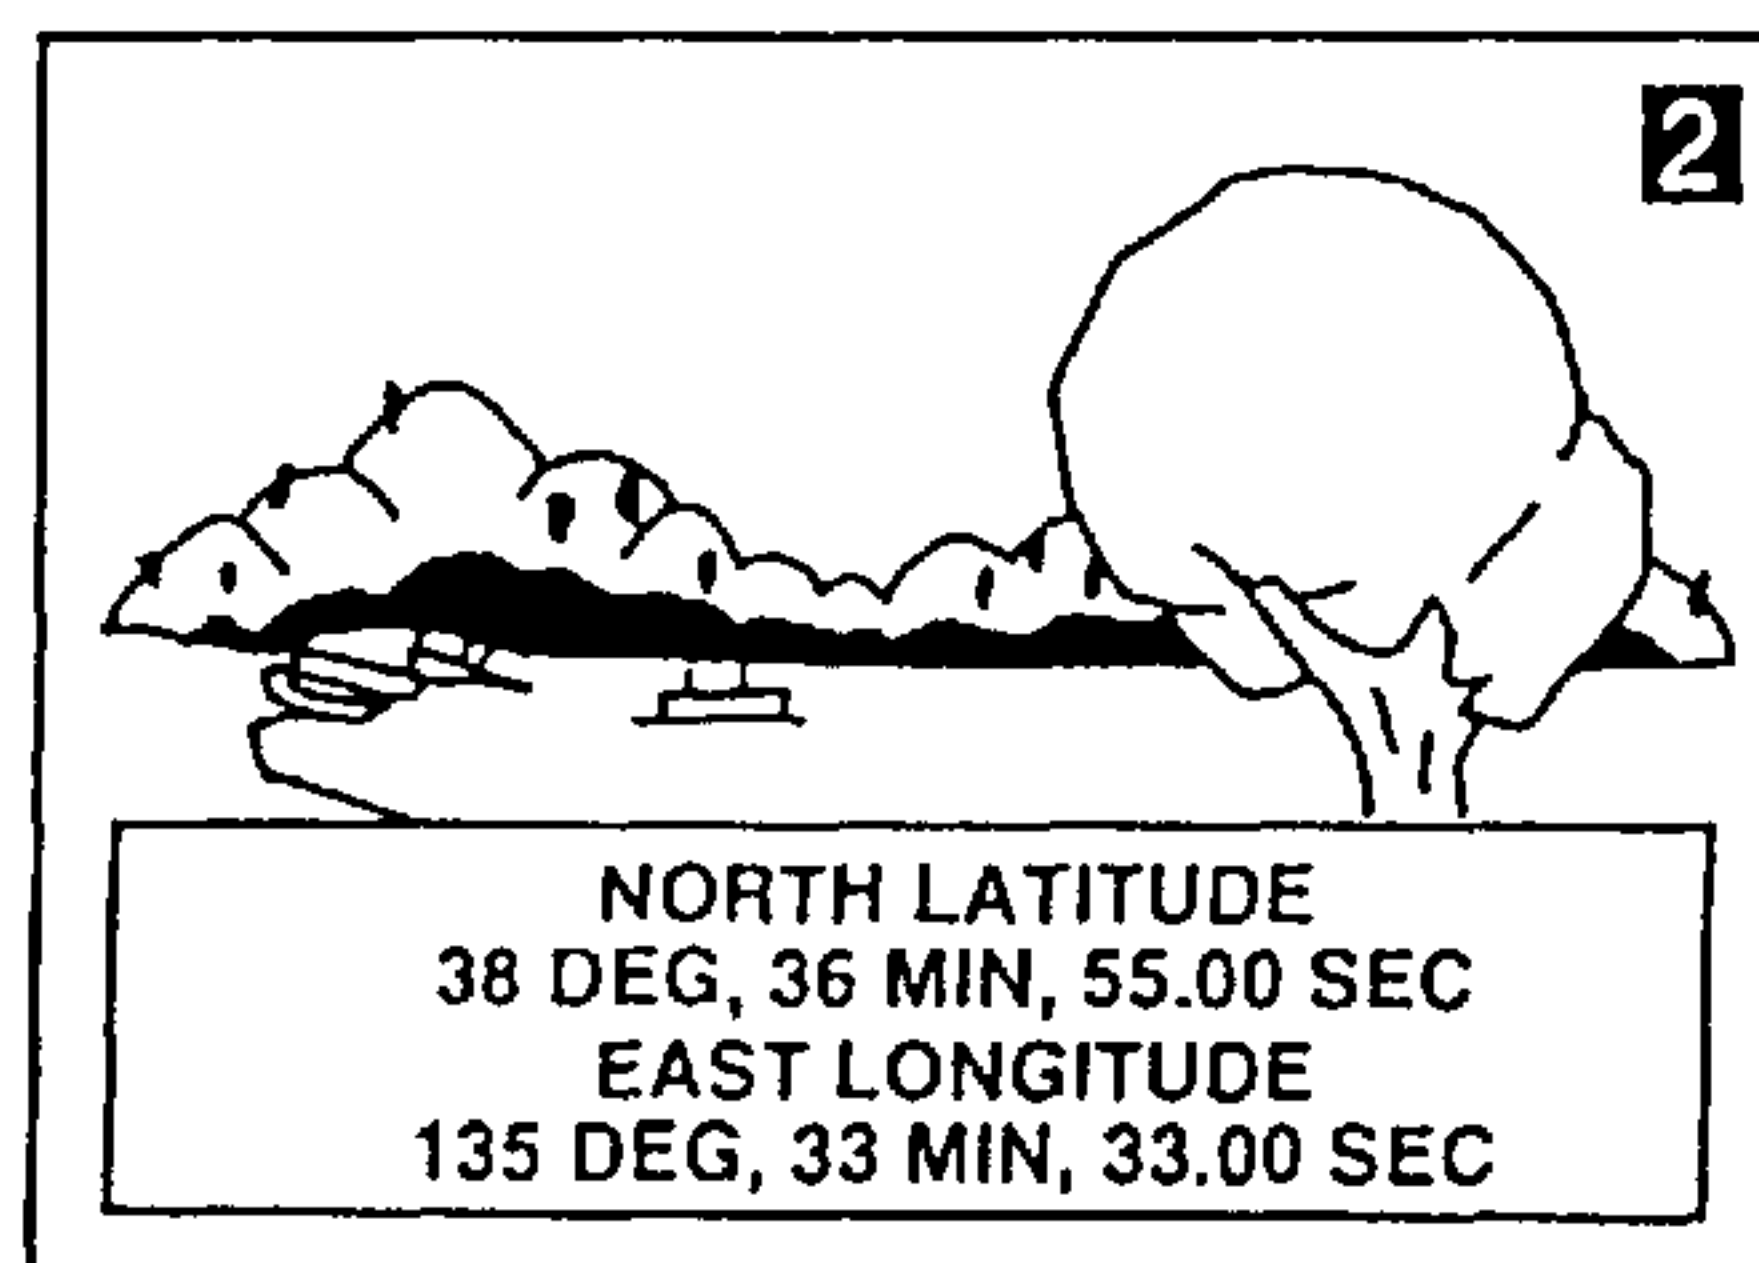 2
NORTH LATITUDE
38 DEG, 36 MIN, 55.00 SEC
EAST LONGITUDE
135 DEG, 33 MIN, 33.00 SEC